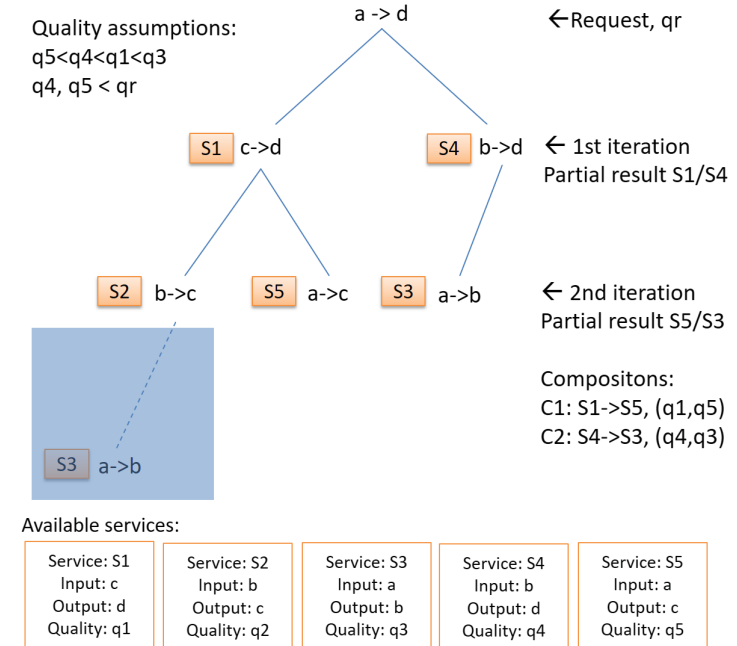 a -> d
←Request, qr
Quality assumptions:
q5<q4<q1<q3
q4, q5 < qr
S1 c->d
S4 b->d
← 1st iteration
Partial result S1/S4
S2 b->c
S5 a->c
S3 a->b
← 2nd iteration
Partial result S5/S3
Compositons:
C1: S1->S5, (q1,q5)
C2: S4->S3, (q4,q3)
S3 a->b
Available services:
Service: S1
Input: c
Output: d
Quality: q1
Service: S2
Input: b
Output: c
Quality: q2
Service: S3
Input: a
Output: b
Quality: q3
Service: S4
Input: b
Output: d
Quality: q4
Service: S5
Input: a
Output: c
Quality: q5